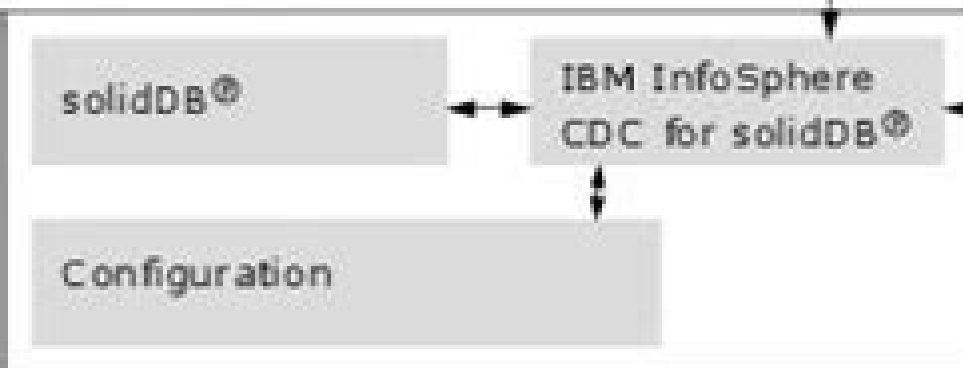 solidDB®
IBM InfoSphere
CDC for solidDB®
Configuration